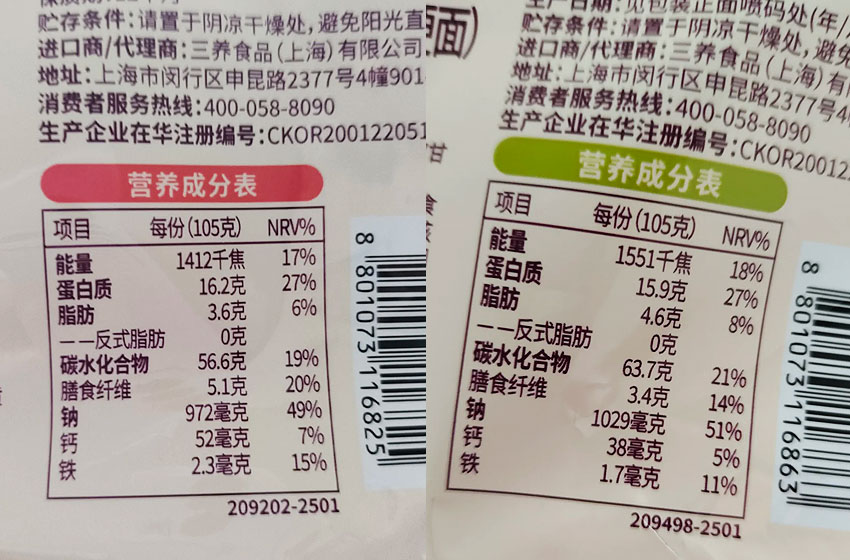 贮存条件:请置于阴凉干燥处,避免阳光直
进口商/代理商:三养食品(上海)有限公司
地址:上海市闵行区申昆路2377号4幢901
消费者服务热线:400-058-8090
生产企业在华注册编号:CKOR200122051
营养成分表
项目 每份(105克) NRV%
能量 1412千焦 17%
蛋白质 16.2克 27%
脂肪 3.6克 6%
——反式脂肪 0克
碳水化合物 56.6克 19%
膳食纤维 5.1克 20%
钠 972毫克 49%
钙 52毫克 7%
铁 2.3毫克 15%
209202-2501
8 801073 116825
面)
生产日期:见包装正面喷码处(年/
贮存条件:请置于阴凉干燥处,避免
进口商/代理商:三养食品(上海)有
地址:上海市闵行区申昆路2377号4
消费者服务热线:400-058-8090
生产企业在华注册编号:CKOR20012
营养成分表
项目 每份(105克) NRV%
能量 1551千焦 18%
蛋白质 15.9克 27%
脂肪 4.6克 8%
——反式脂肪 0克
碳水化合物 63.7克 21%
膳食纤维 3.4克 14%
钠 1029毫克 51%
钙 38毫克 5%
铁 1.7毫克 11%
209498-2501
8 801073 116863